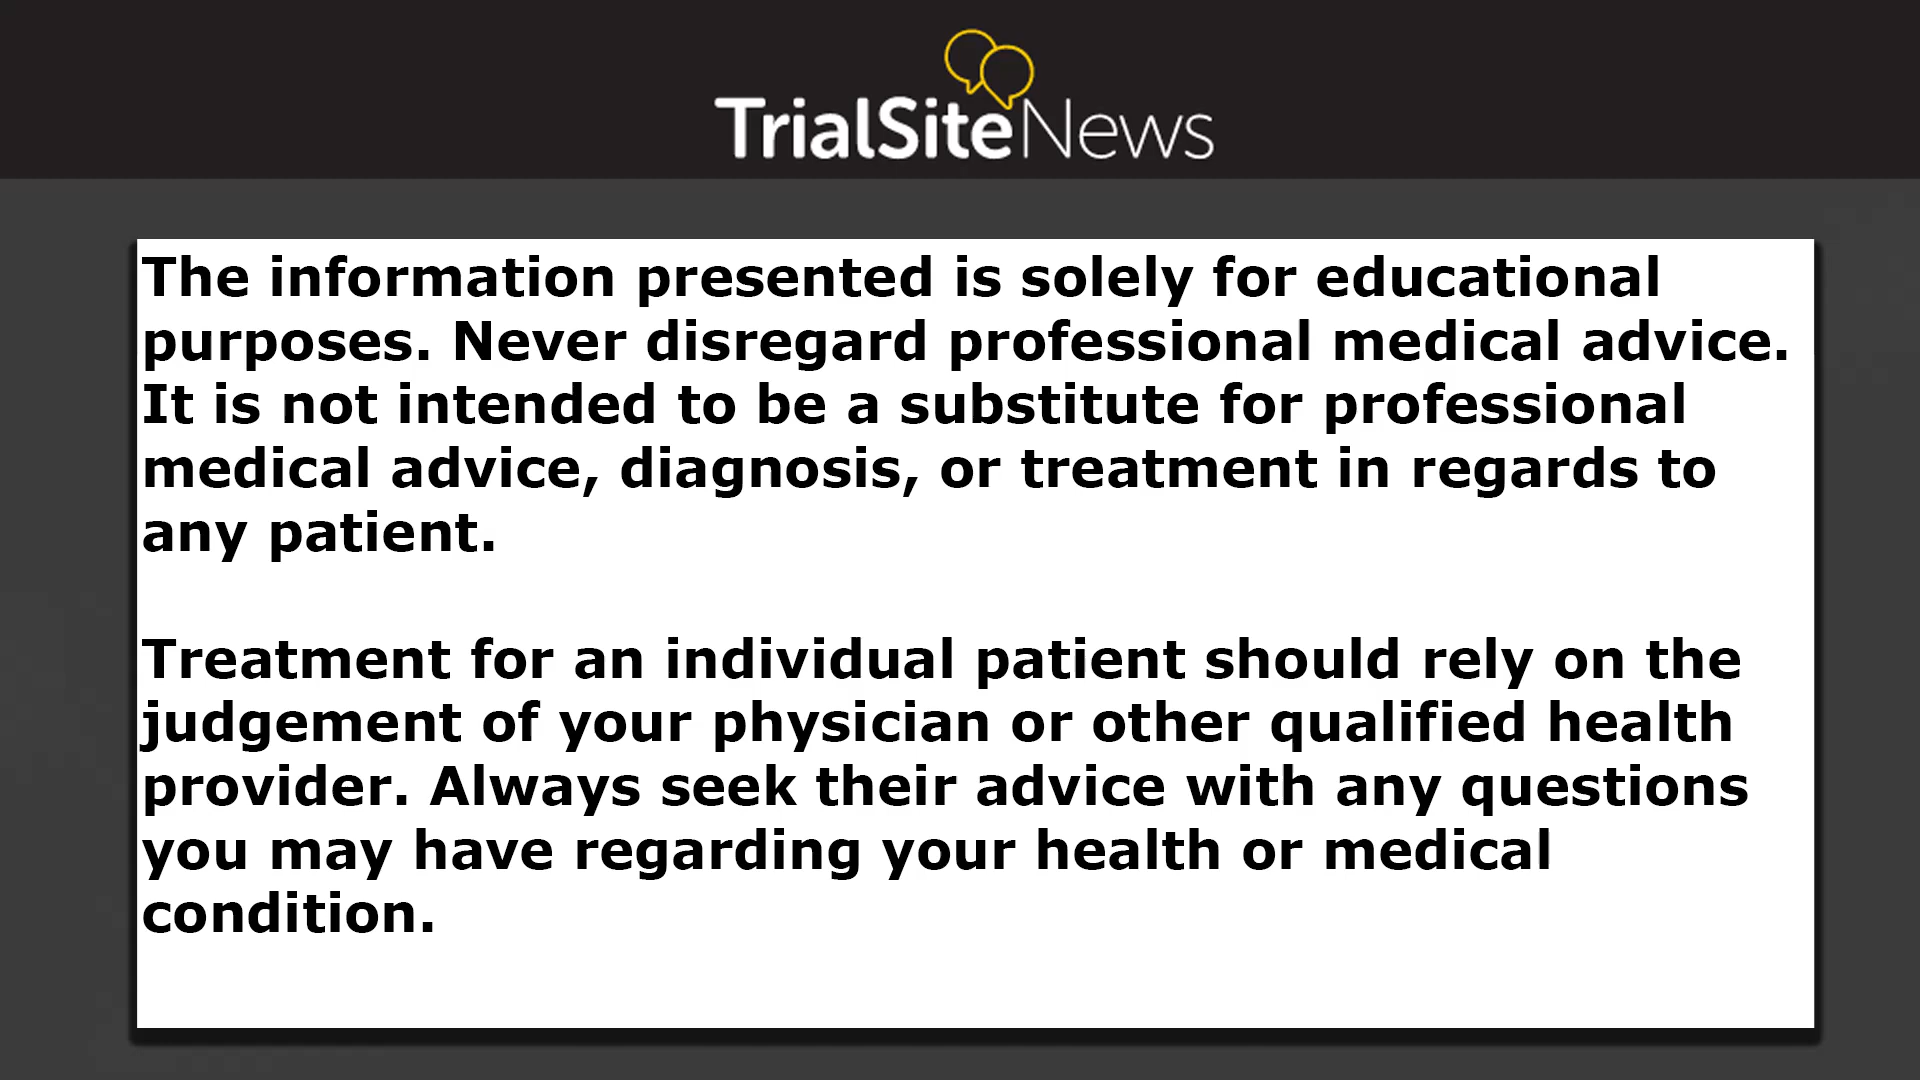 TrialSiteNews
The information presented is solely for educational
purposes. Never disregard professional medical advice.
It is not intended to be a substitute for professional
medical advice, diagnosis, or treatment in regards to
any patient.
Treatment for an individual patient should rely on the
judgement of your physician or other qualified health
provider. Always seek their advice with any questions
you may have regarding your health or medical
condition.